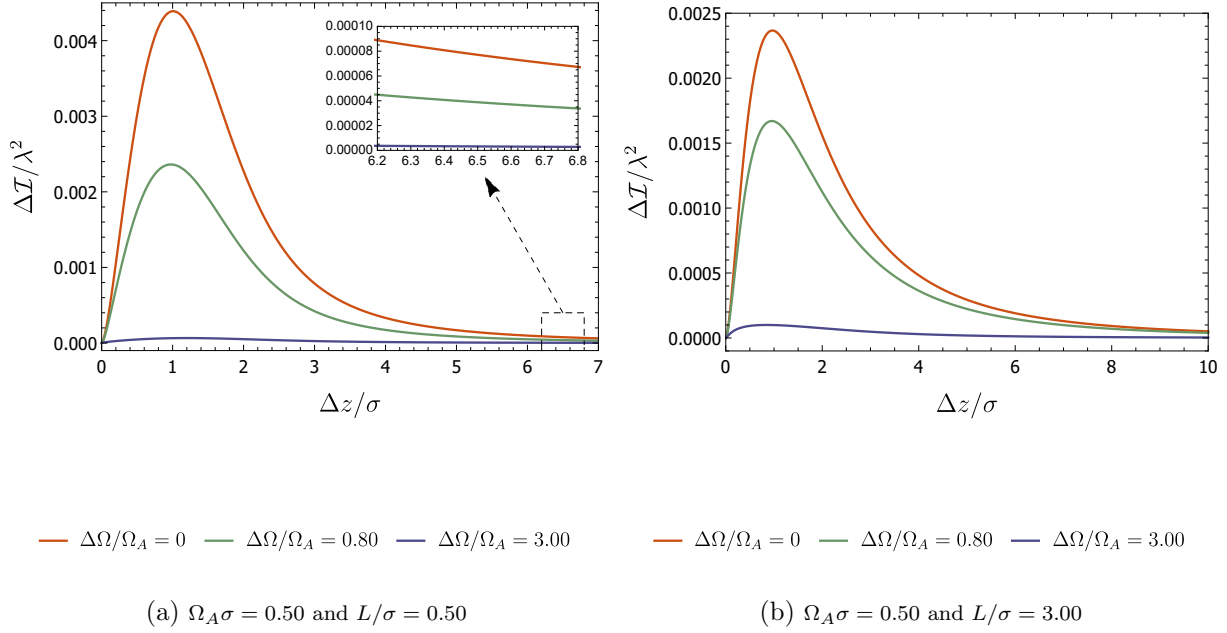 ΔI/λ²
0.004
0.003
0.002
0.001
0.000
0 1 2 3 4 5 6 7
Δz/σ
0.00010
0.00008
0.00006
0.00004
0.00002
0.00000
6.2 6.3 6.4 6.5 6.6 6.7 6.8
ΔΩ/Ω_A = 0 ΔΩ/Ω_A = 0.80 ΔΩ/Ω_A = 3.00
(a) Ω_Aσ = 0.50 and L/σ = 0.50
ΔI/λ²
0.0025
0.0020
0.0015
0.0010
0.0005
0.0000
0 2 4 6 8 10
Δz/σ
ΔΩ/Ω_A = 0 ΔΩ/Ω_A = 0.80 ΔΩ/Ω_A = 3.00
(b) Ω_Aσ = 0.50 and L/σ = 3.00